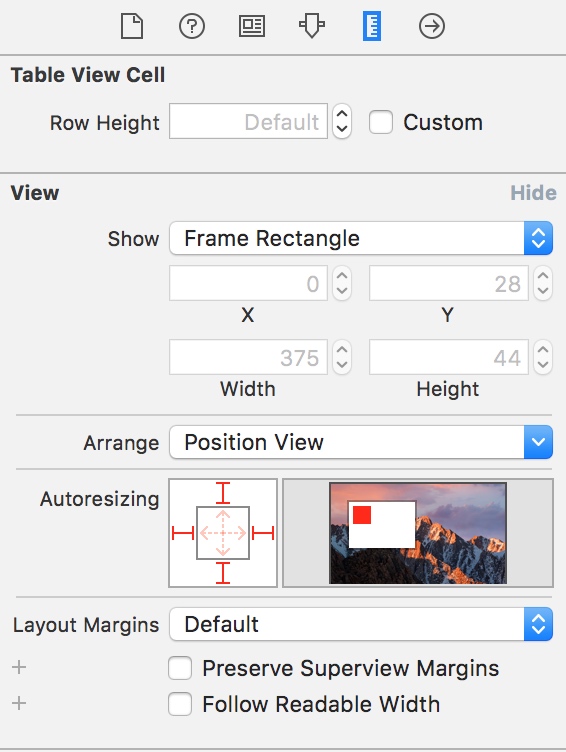 Table View Cell
Row Height Default Custom
View Hide
Show Frame Rectangle
0 28
X Y
375 44
Width Height
Arrange Position View
Autoresizing
Layout Margins Default
+ Preserve Superview Margins
+ Follow Readable Width